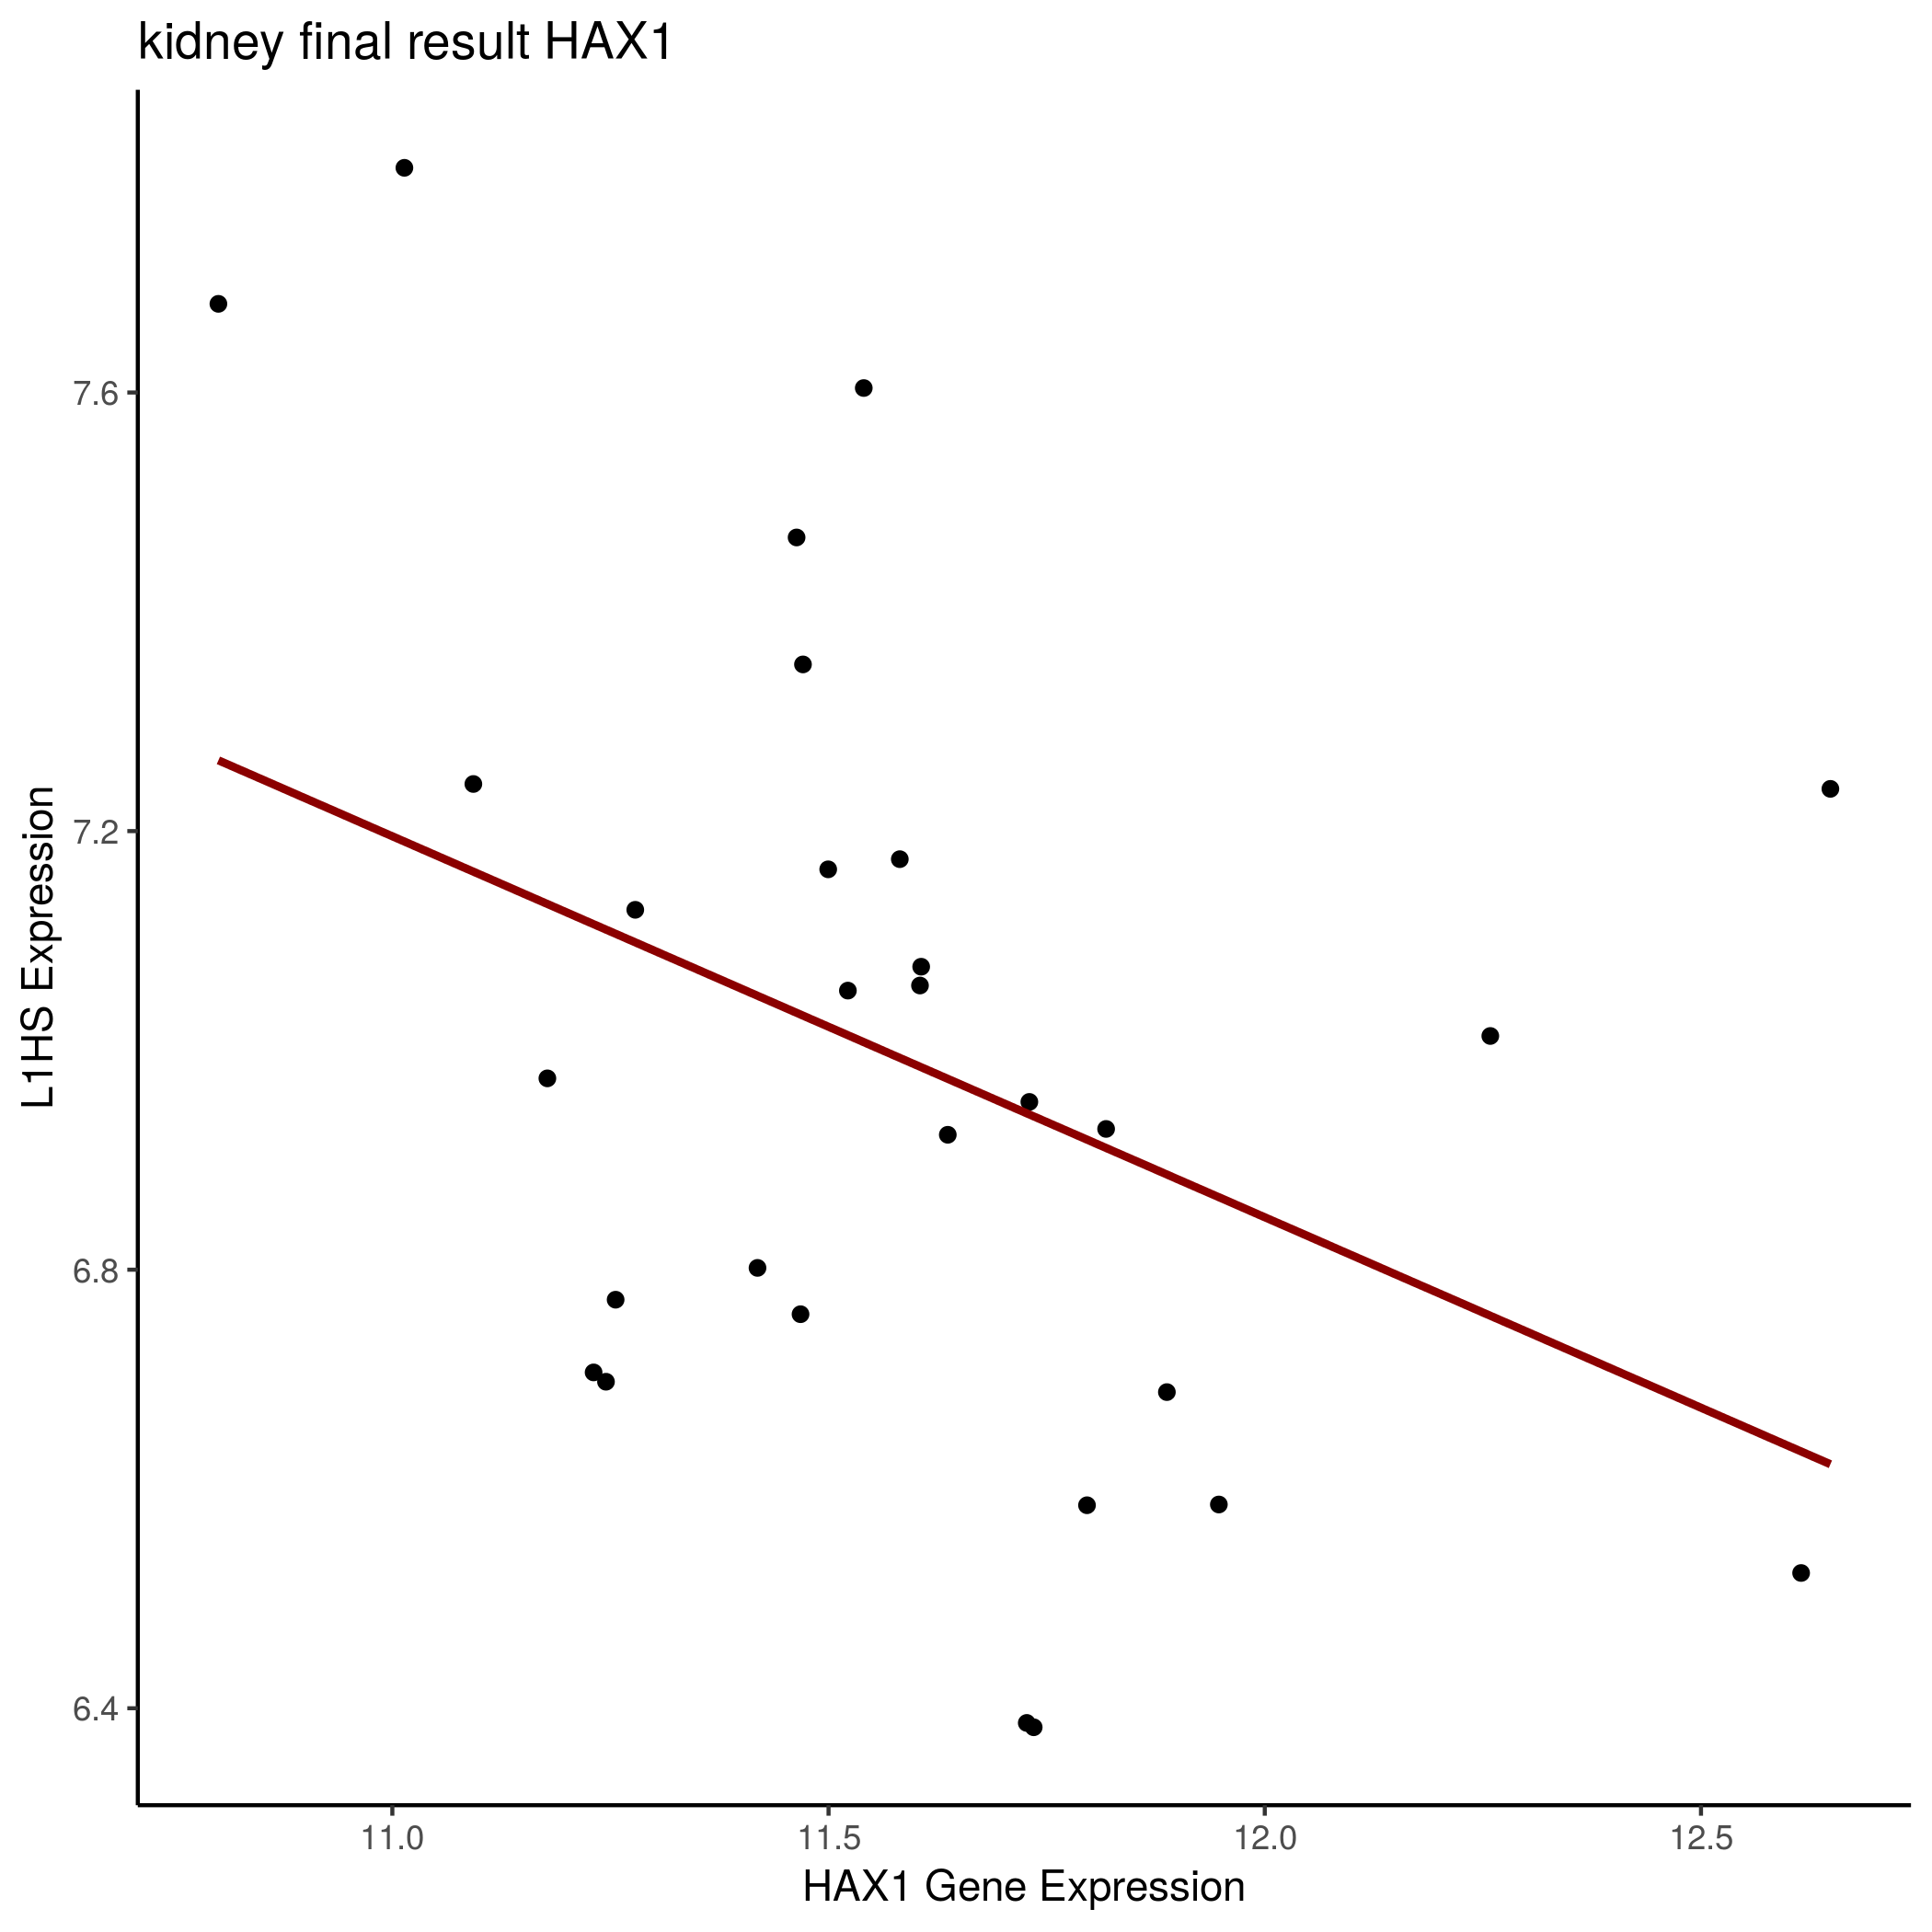 kidney final result HAX1
L1HS Expression
7.6
7.2
6.8
6.4
11.0
11.5
12.0
12.5
HAX1 Gene Expression